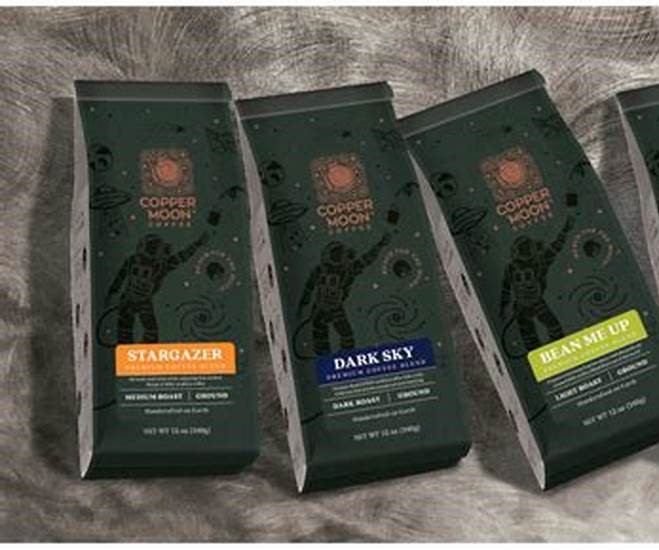 COPPER
MOON
COFFEE
STARGAZER
PREMIUM COFFEE BLEND
MEDIUM ROAST | GROUND
Handcrafted on Earth
NET WT 12 oz (340g)
COPPER
MOON
COFFEE
DARK SKY
PREMIUM COFFEE BLEND
DARK ROAST | GROUND
Handcrafted on Earth
NET WT 12 oz (340g)
COPPER
MOON
COFFEE
BEAN ME UP
PREMIUM COFFEE BLEND
LIGHT ROAST | GROUND
Handcrafted on Earth
NET WT 12 oz (340g)